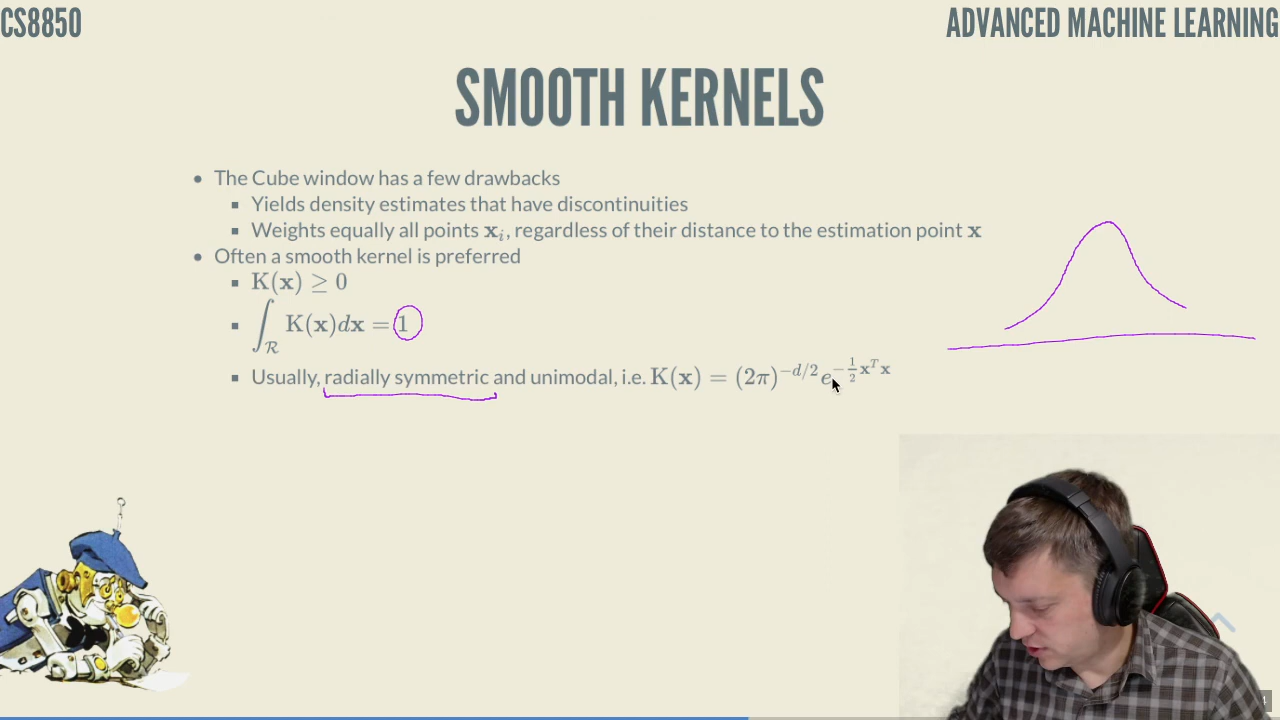 CS8850
ADVANCED MACHINE LEARNING
SMOOTH KERNELS
• The Cube window has a few drawbacks
▪ Yields density estimates that have discontinuities
▪ Weights equally all points xᵢ, regardless of their distance to the estimation point x
• Often a smooth kernel is preferred
▪ K(x) ≥ 0
▪ ∫_ℛ K(x)dx = 1
▪ Usually, radially symmetric and unimodal, i.e. K(x) = (2π)^{−d/2} e^{−½ x^T x}